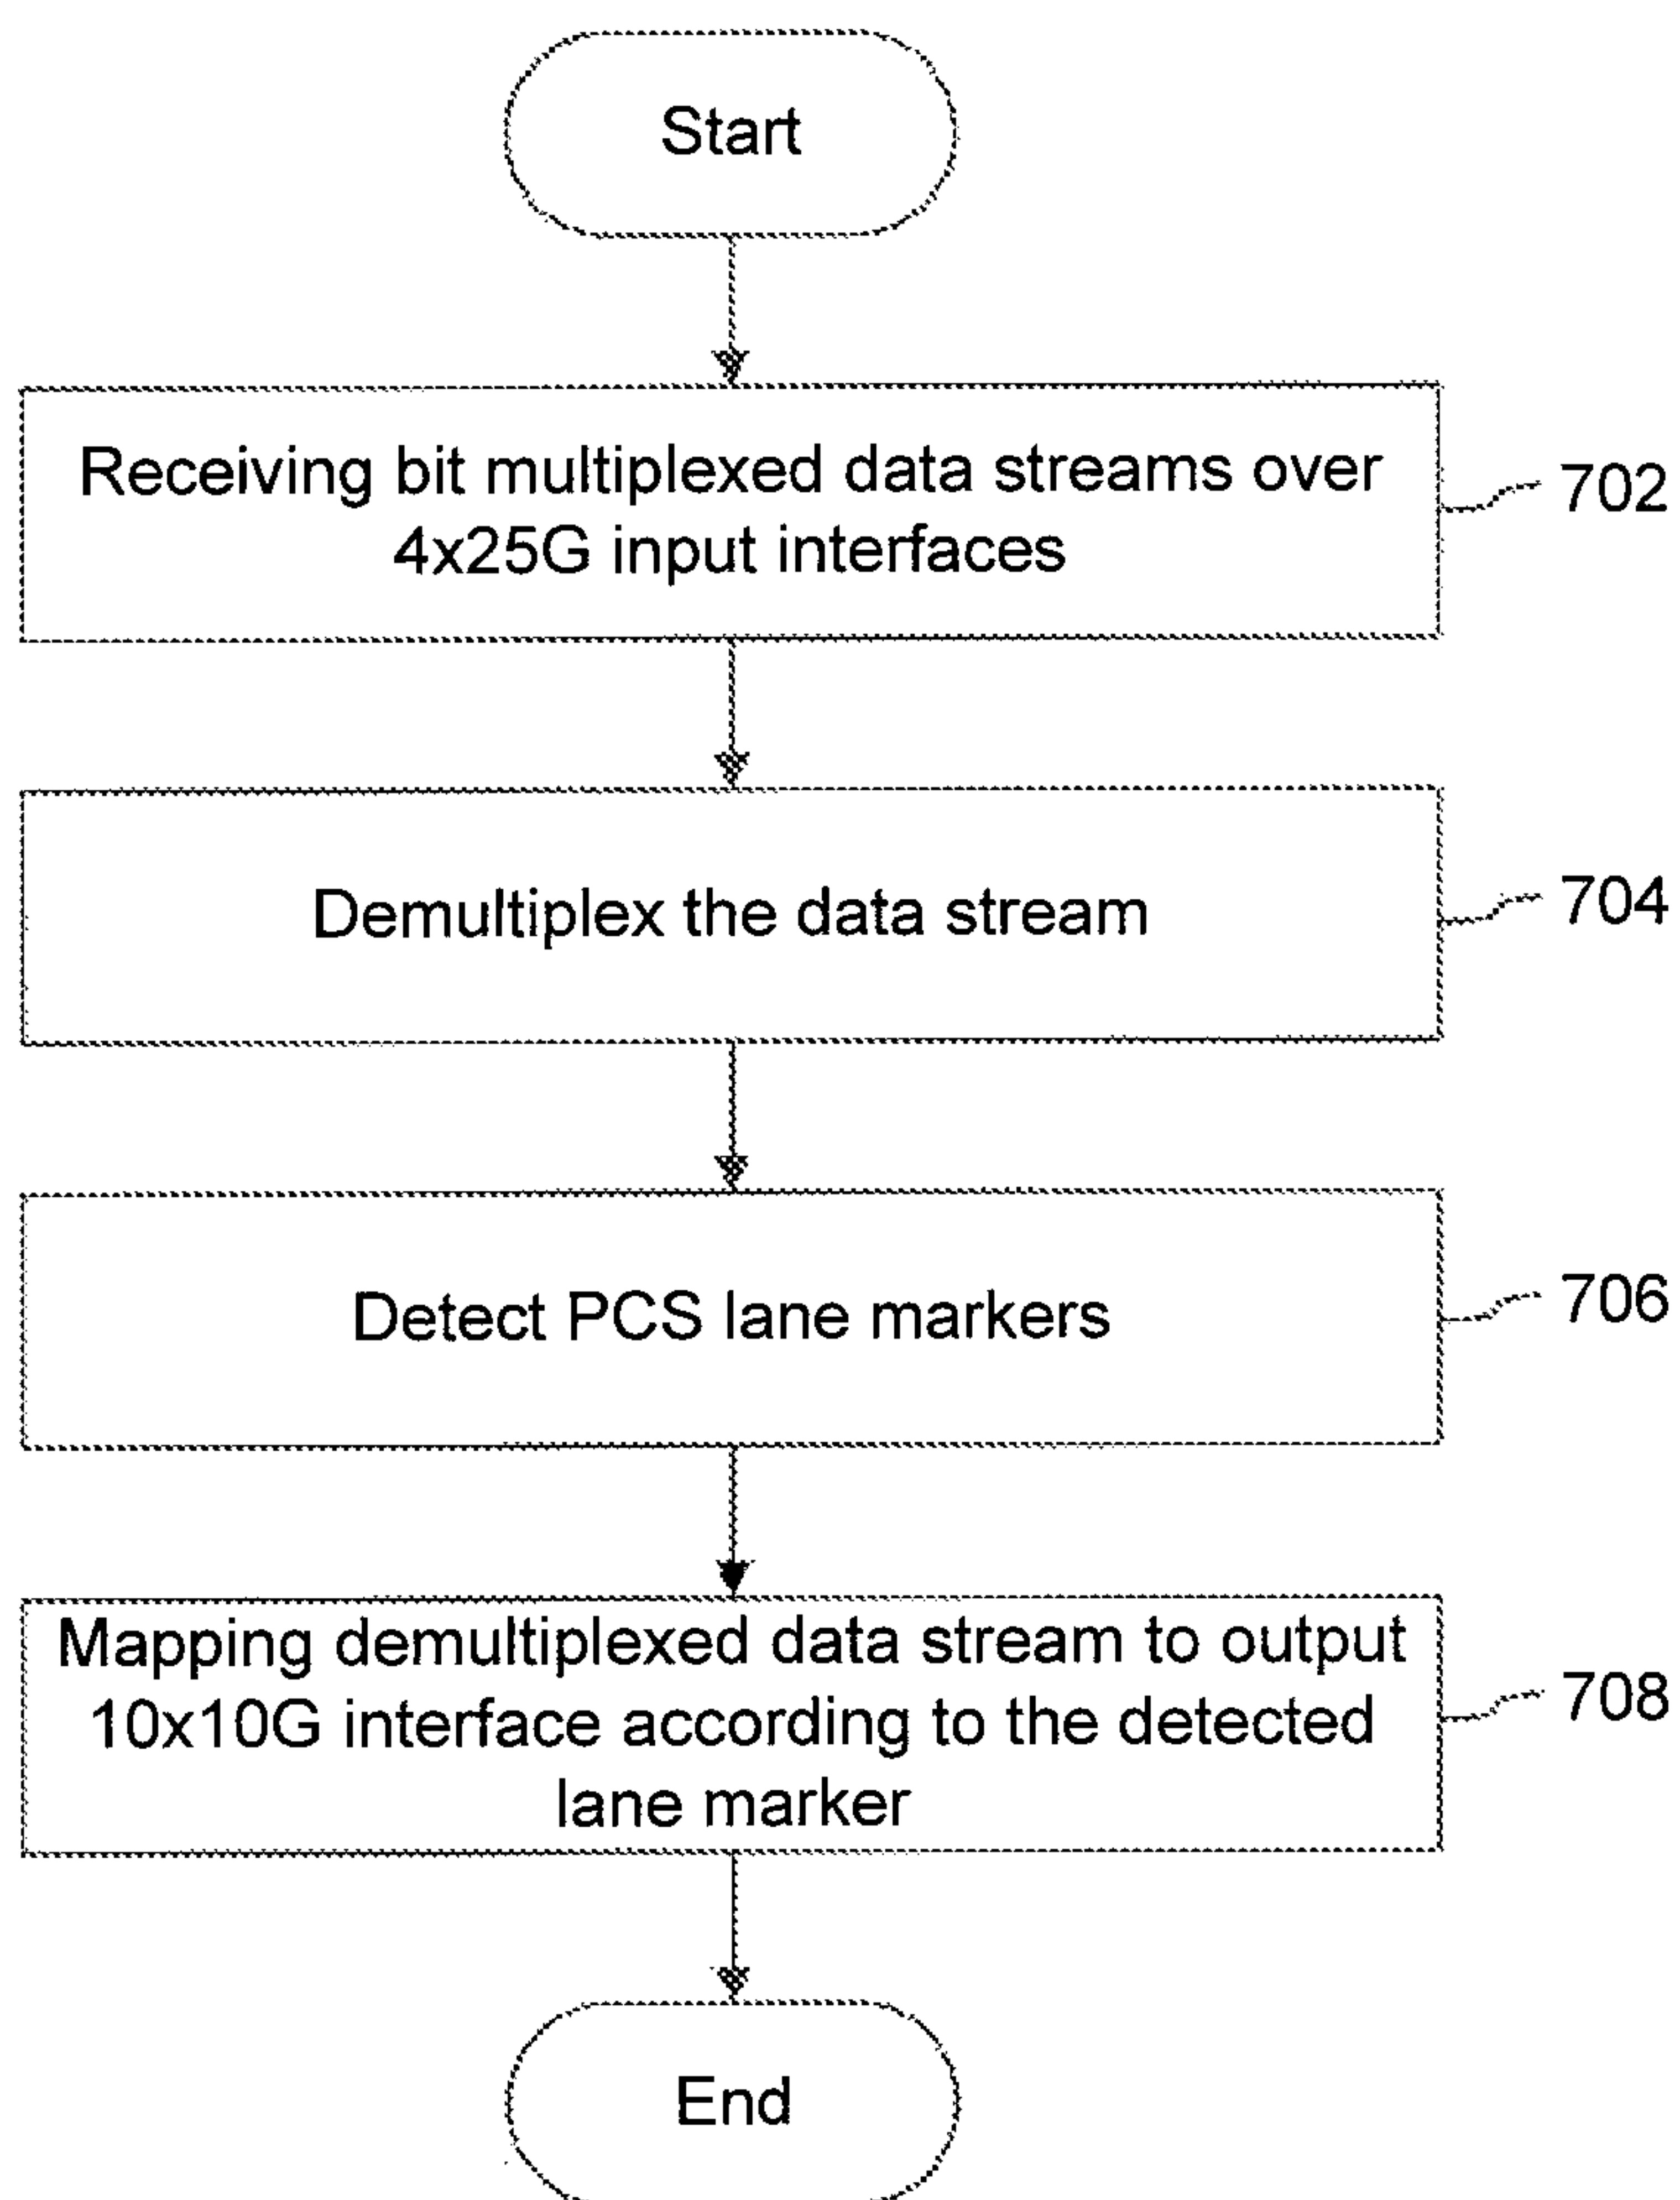 Start
Receiving bit multiplexed data streams over
4x25G input interfaces
702
Demultiplex the data stream
704
Detect PCS lane markers
706
Mapping demultiplexed data stream to output
10x10G interface according to the detected
lane marker
708
End